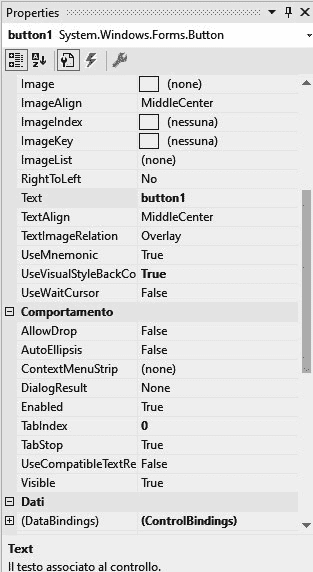 Properties
button1 System.Windows.Forms.Button
Image (none)
ImageAlign MiddleCenter
ImageIndex (nessuna)
ImageKey (nessuna)
ImageList (none)
RightToLeft No
Text button1
TextAlign MiddleCenter
TextImageRelation Overlay
UseMnemonic True
UseVisualStyleBackCo True
UseWaitCursor False
Comportamento
AllowDrop False
AutoEllipsis False
ContextMenuStrip (none)
DialogResult None
Enabled True
TabIndex 0
TabStop True
UseCompatibleTextRe False
Visible True
Dati
(DataBindings) (ControlBindings)
Text
Il testo associato al controllo.